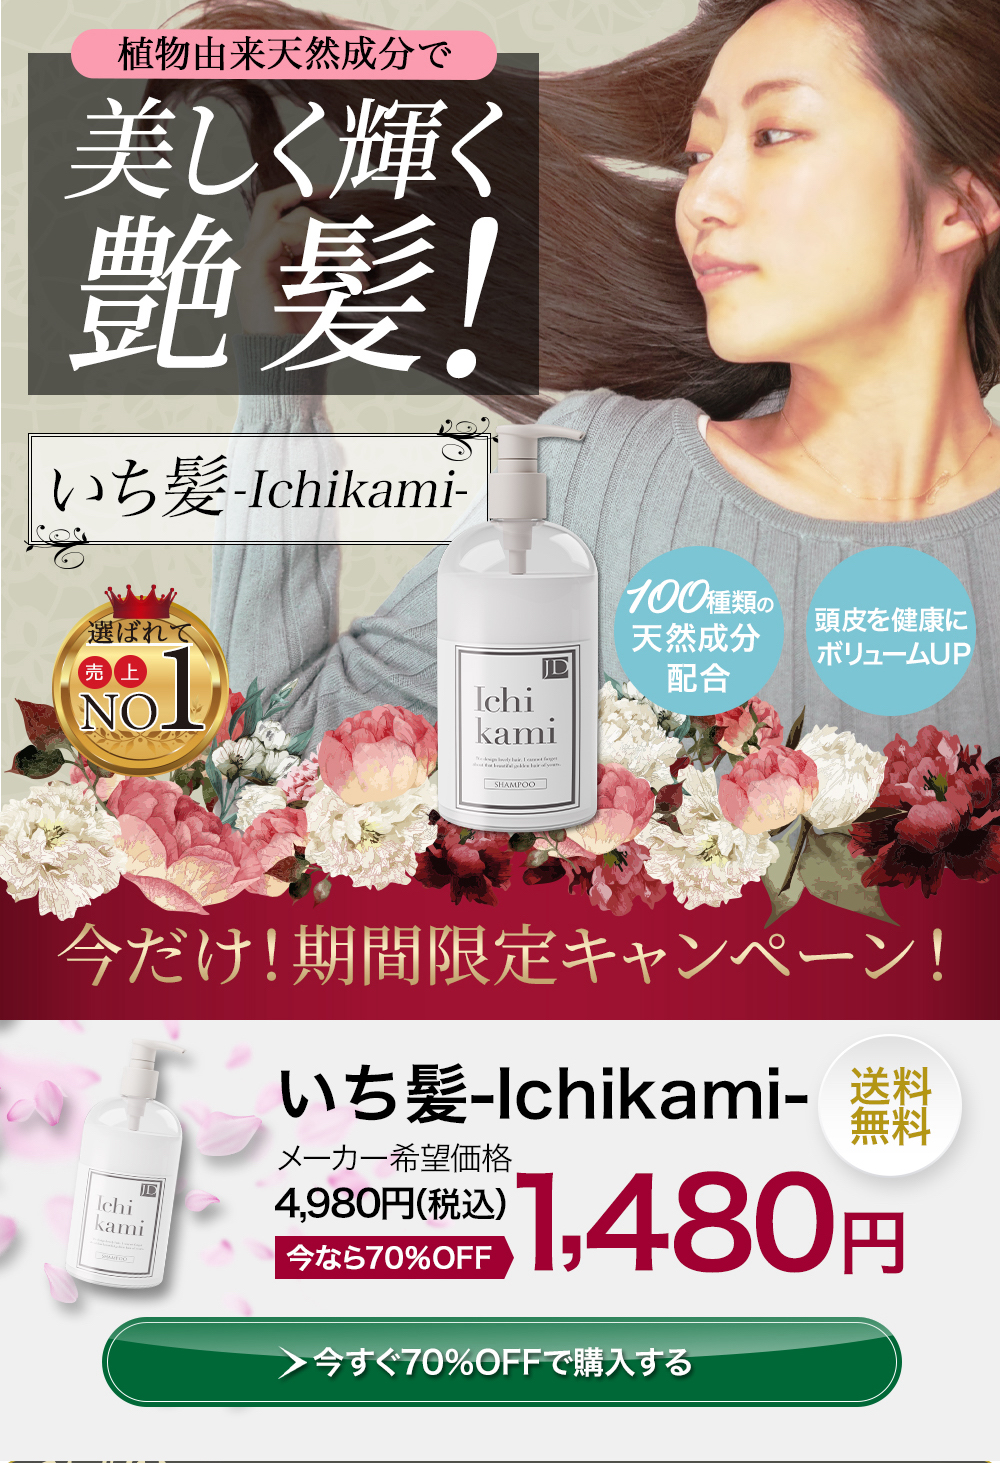 植物由来天然成分で
美しく輝く
艶髪!
いち髪-Ichikami-
選ばれて
売上
NO1
JD
Ichi
kami
SHAMPOO
100種類の
天然成分
配合
頭皮を健康に
ボリュームUP
今だけ!期間限定キャンペーン!
JD
Ichi
kami
SHAMPOO
いち髪-Ichikami-
送料
無料
メーカー希望価格
4,980円(税込)
今なら70%OFF
1,480円
今すぐ70%OFFで購入する